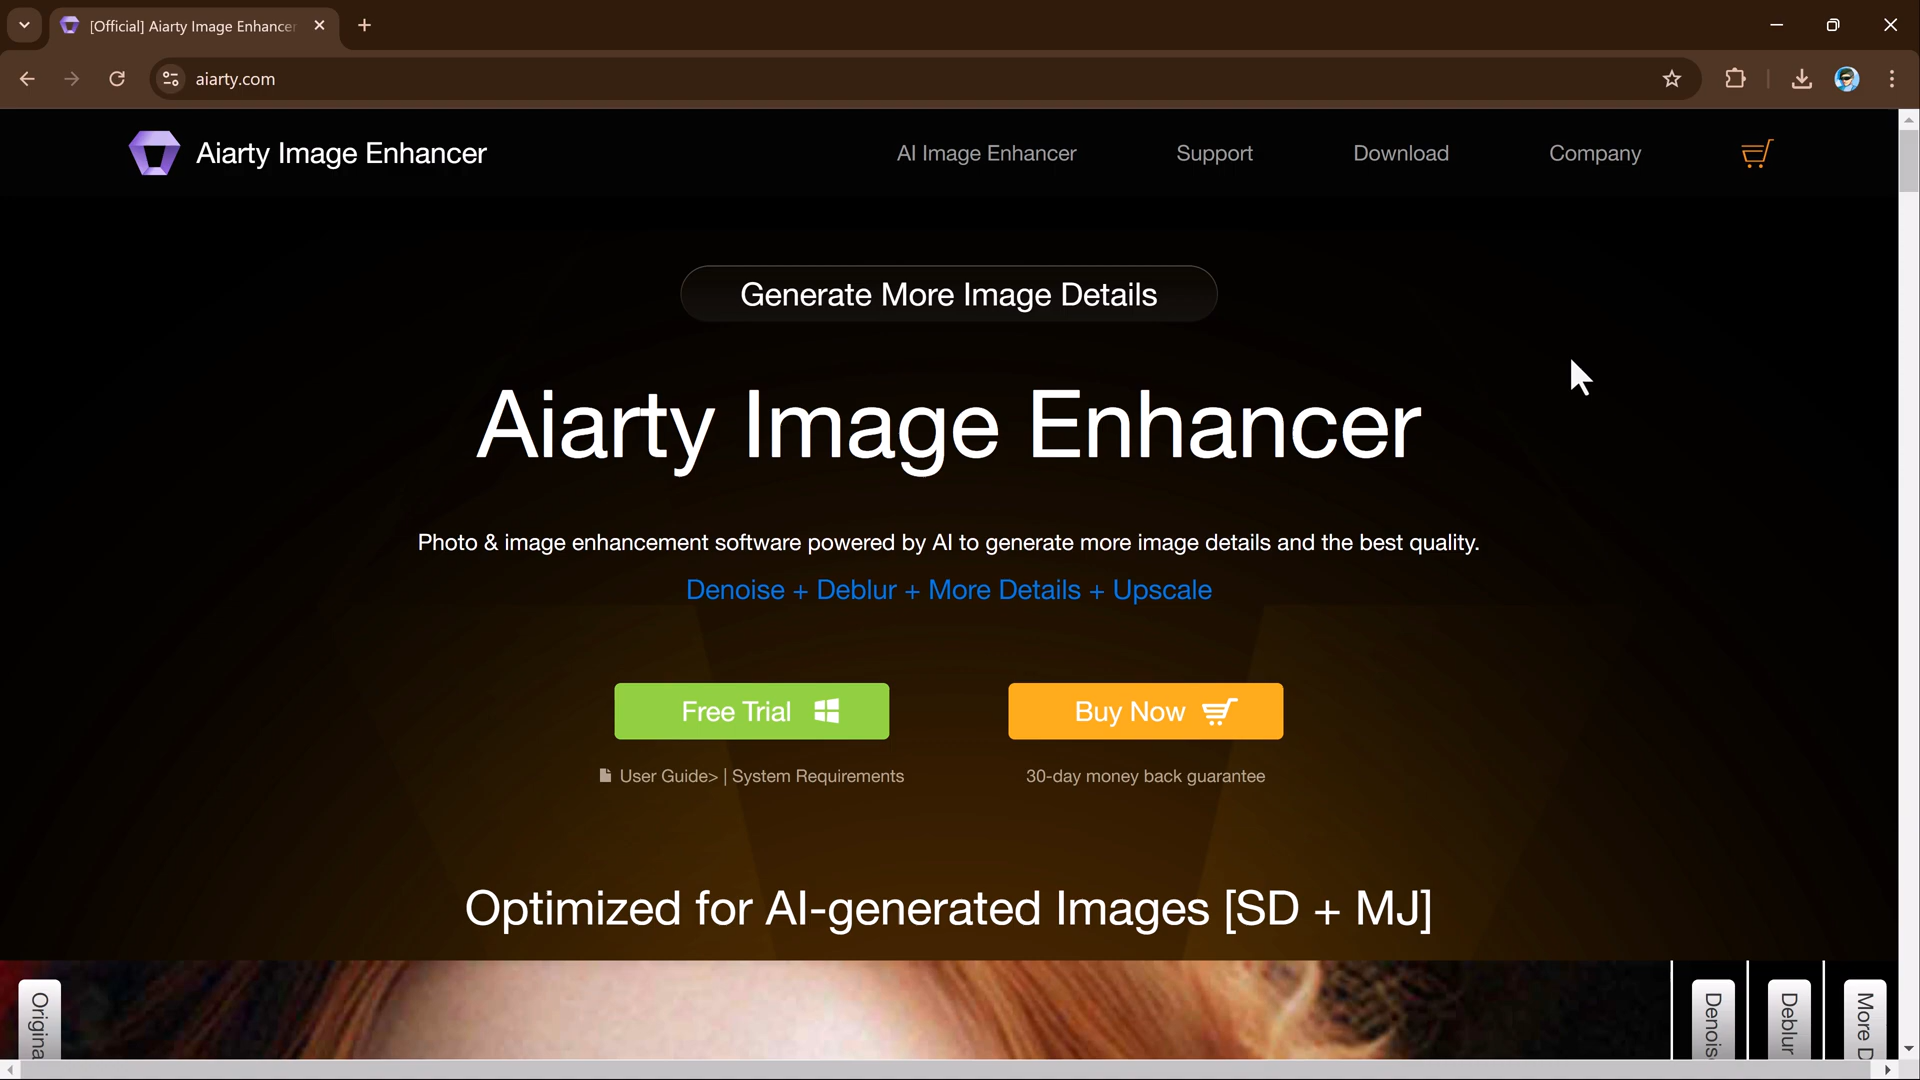 [Official] Aiarty Image Enhancer
aiarty.com
Aiarty Image Enhancer
AI Image Enhancer
Support
Download
Company
Generate More Image Details
Aiarty Image Enhancer
Photo & image enhancement software powered by AI to generate more image details and the best quality.
Denoise + Deblur + More Details + Upscale
Free Trial
Buy Now
User Guide> | System Requirements
30-day money back guarantee
Optimized for AI-generated Images [SD + MJ]
Origina
Denois
Deblur
More D